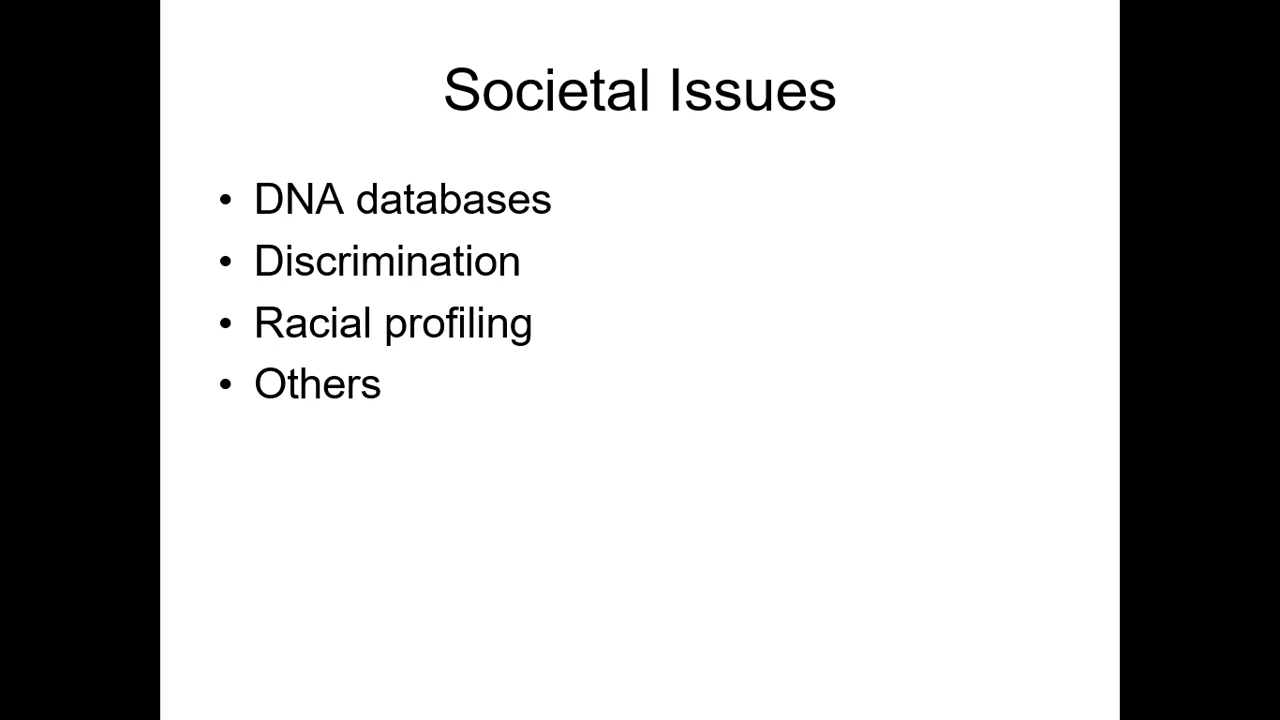 Societal Issues
• DNA databases
• Discrimination
• Racial profiling
• Others